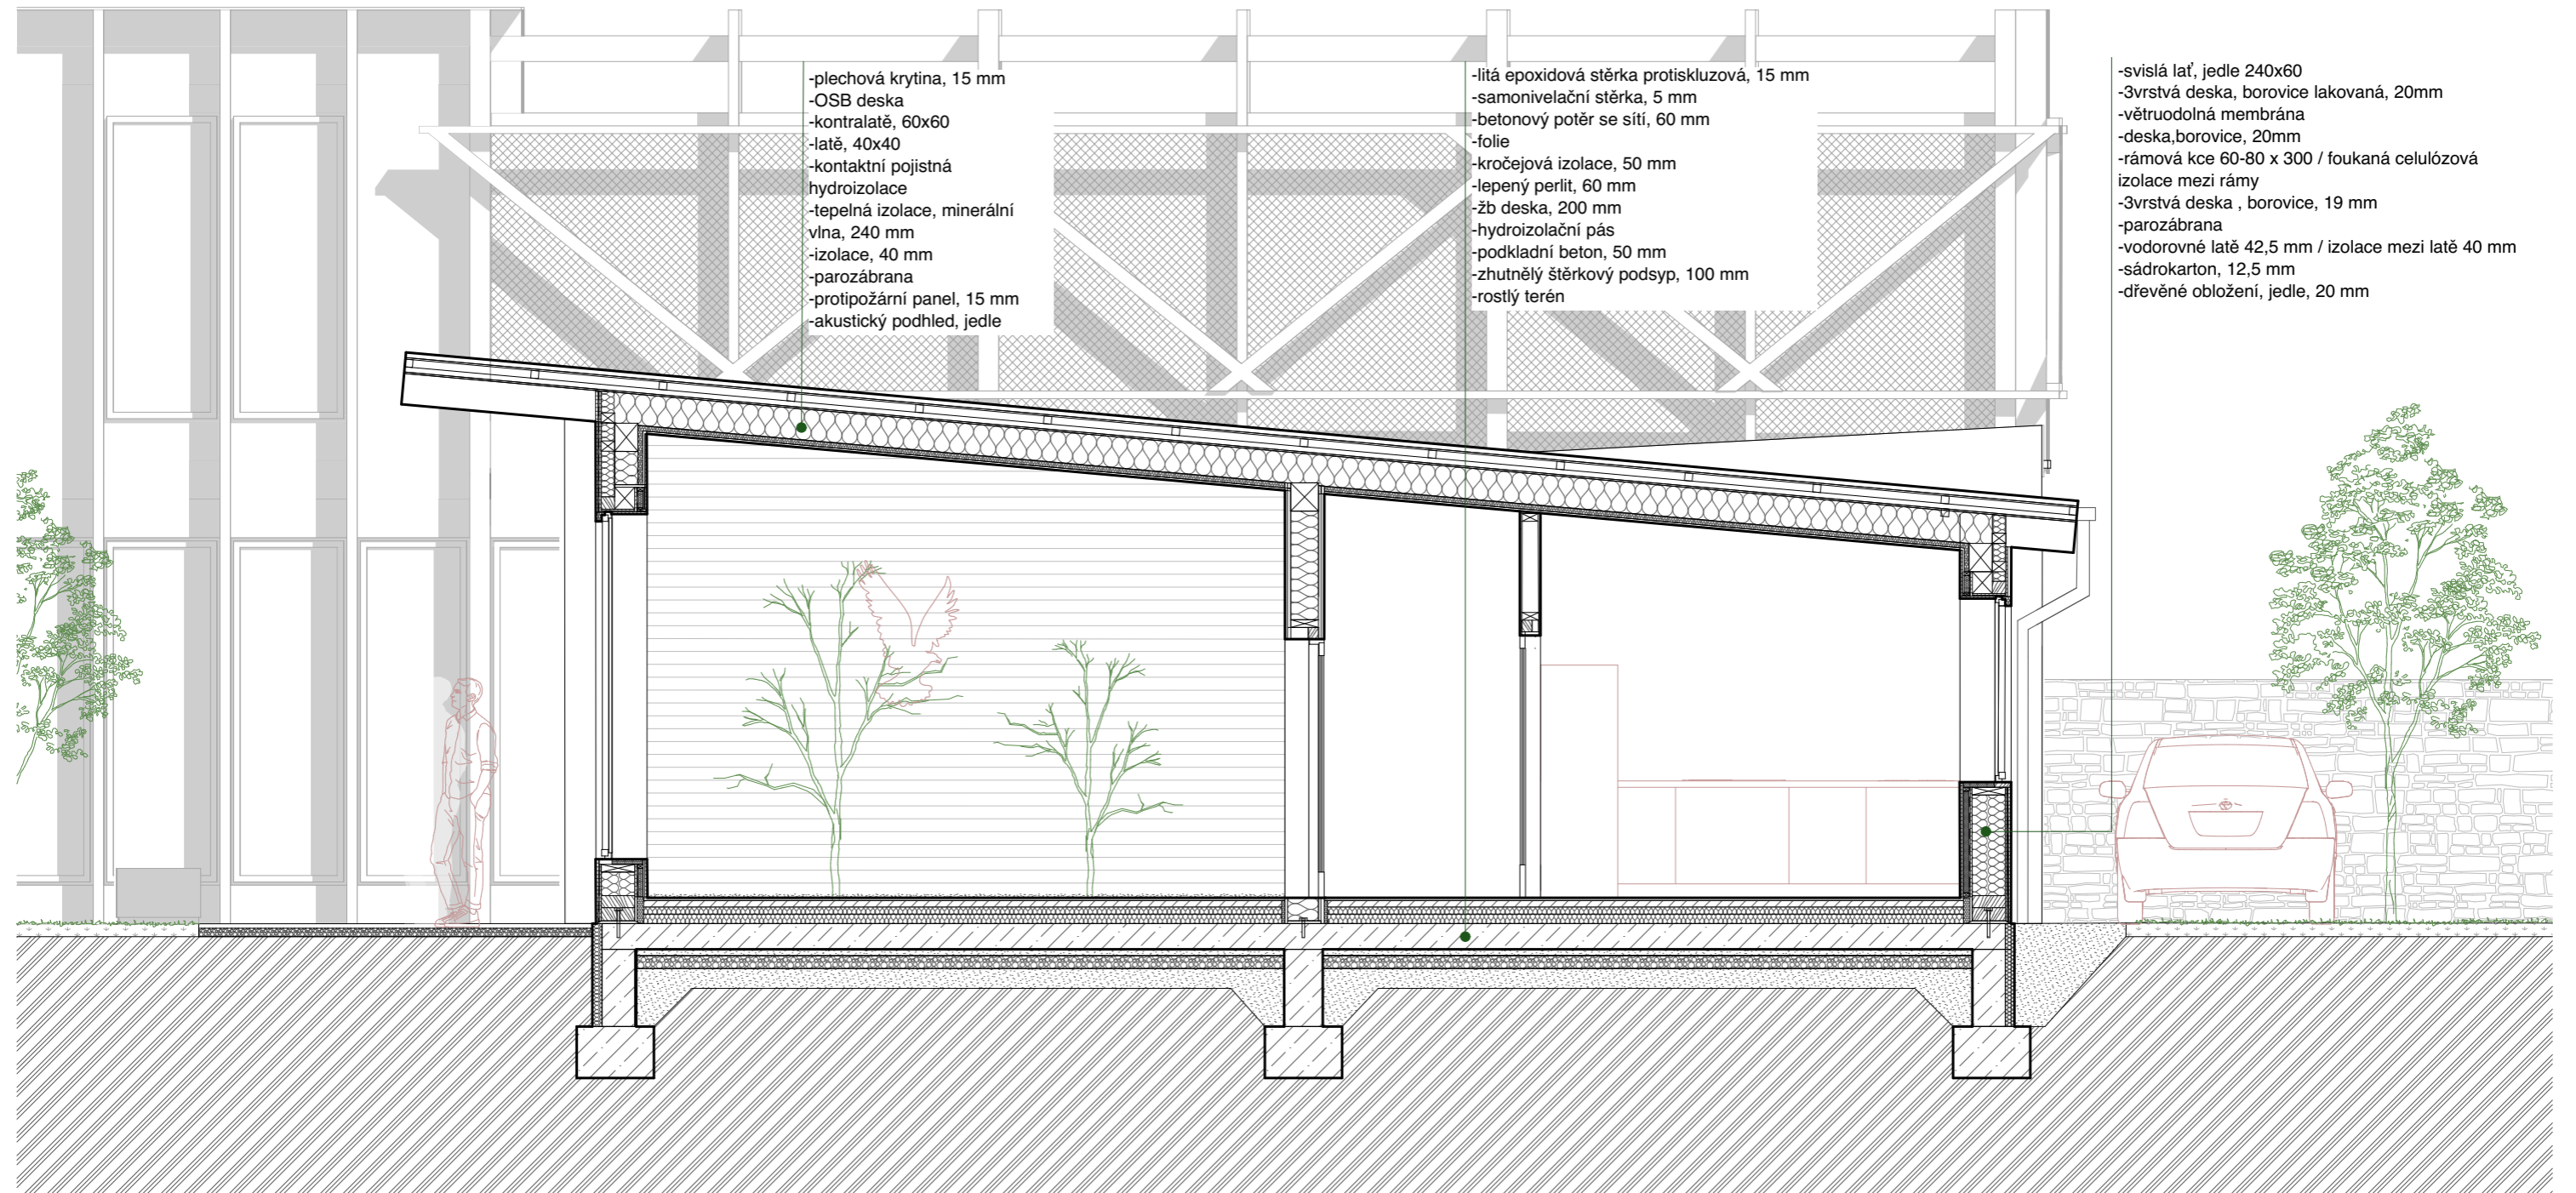 -plechová krytina, 15 mm
-OSB deska
-kontralatě, 60x60
-latě, 40x40
-kontaktní pojistná
hydroizolace
-tepelná izolace, minerální
vlna, 240 mm
-izolace, 40 mm
-parozábrana
-protipožární panel, 15 mm
-akustický podhled, jedle
-litá epoxidová stěrka protiskluzová, 15 mm
-samonivelační stěrka, 5 mm
-betonový potěr se sítí, 60 mm
-folie
-kročejová izolace, 50 mm
-lepený perlit, 60 mm
-žb deska, 200 mm
-hydroizolační pás
-podkladní beton, 50 mm
-zhutnělý štěrkový podsyp, 100 mm
-rostlý terén
-svislá lať, jedle 240x60
-3vrstvá deska, borovice lakovaná, 20mm
-větruodolná membrána
-deska,borovice, 20mm
-rámová kce 60-80 x 300 / foukaná celulózová
izolace mezi rámy
-3vrstvá deska , borovice, 19 mm
-parozábrana
-vodorovné latě 42,5 mm / izolace mezi latě 40 mm
-sádrokarton, 12,5 mm
-dřevěné obložení, jedle, 20 mm